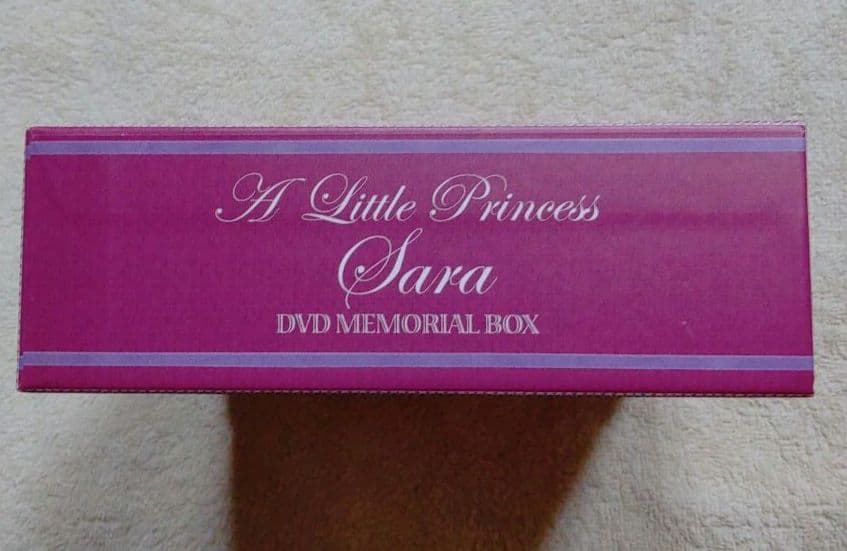 A Little Princess
Sara
DVD MEMORIAL BOX